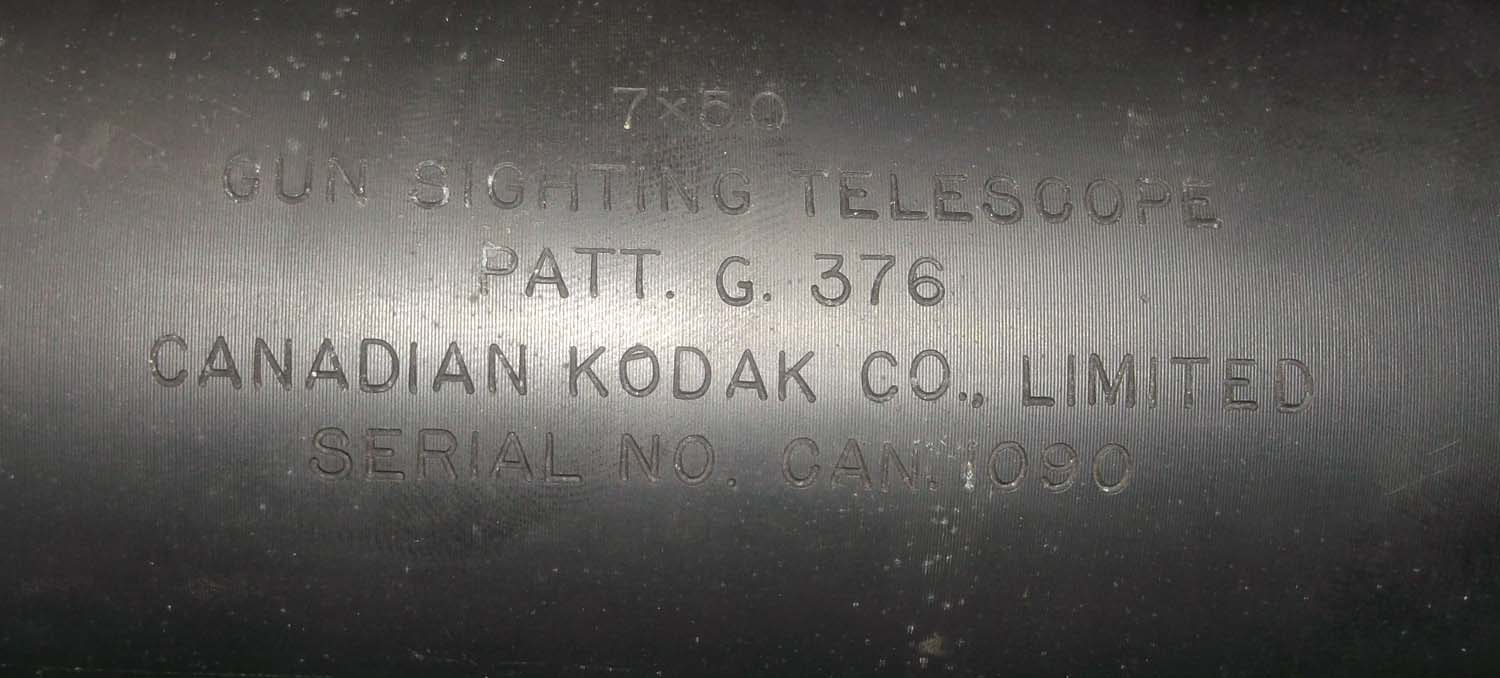 7×50
GUN SIGHTING TELESCOPE
PATT. G. 376
CANADIAN KODAK CO., LIMITED
SERIAL NO. CAN. 1090